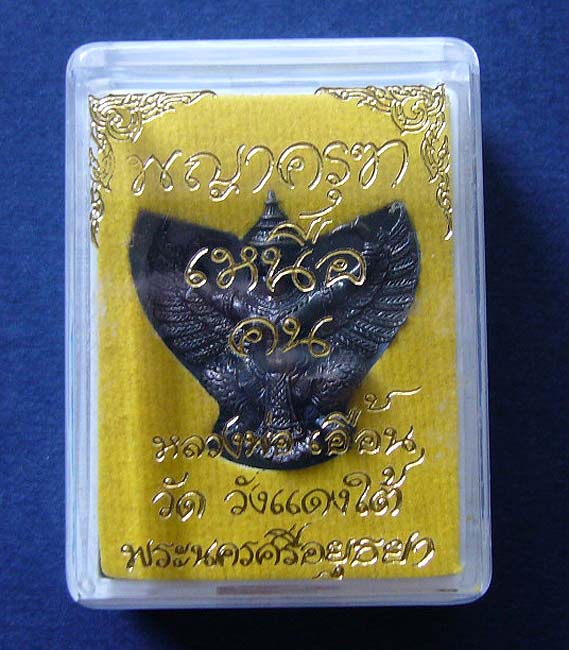 พญาครุฑ
เหนือ
คน
หลวงพ่อ เอื้อน
วัด วังแดงใต้
พระนครศรีอยุธยา